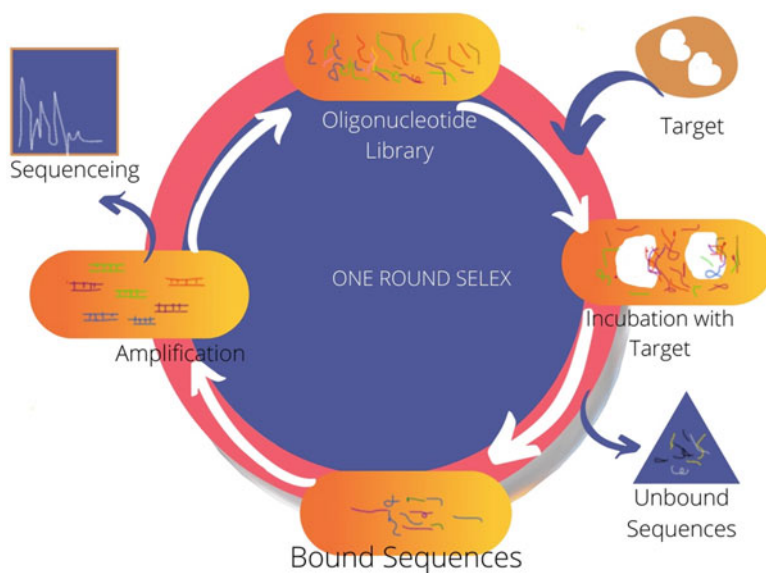 Oligonucleotide
Library
Target
Sequenceing
ONE ROUND SELEX
Incubation with
Target
Amplification
Unbound
Sequences
Bound Sequences